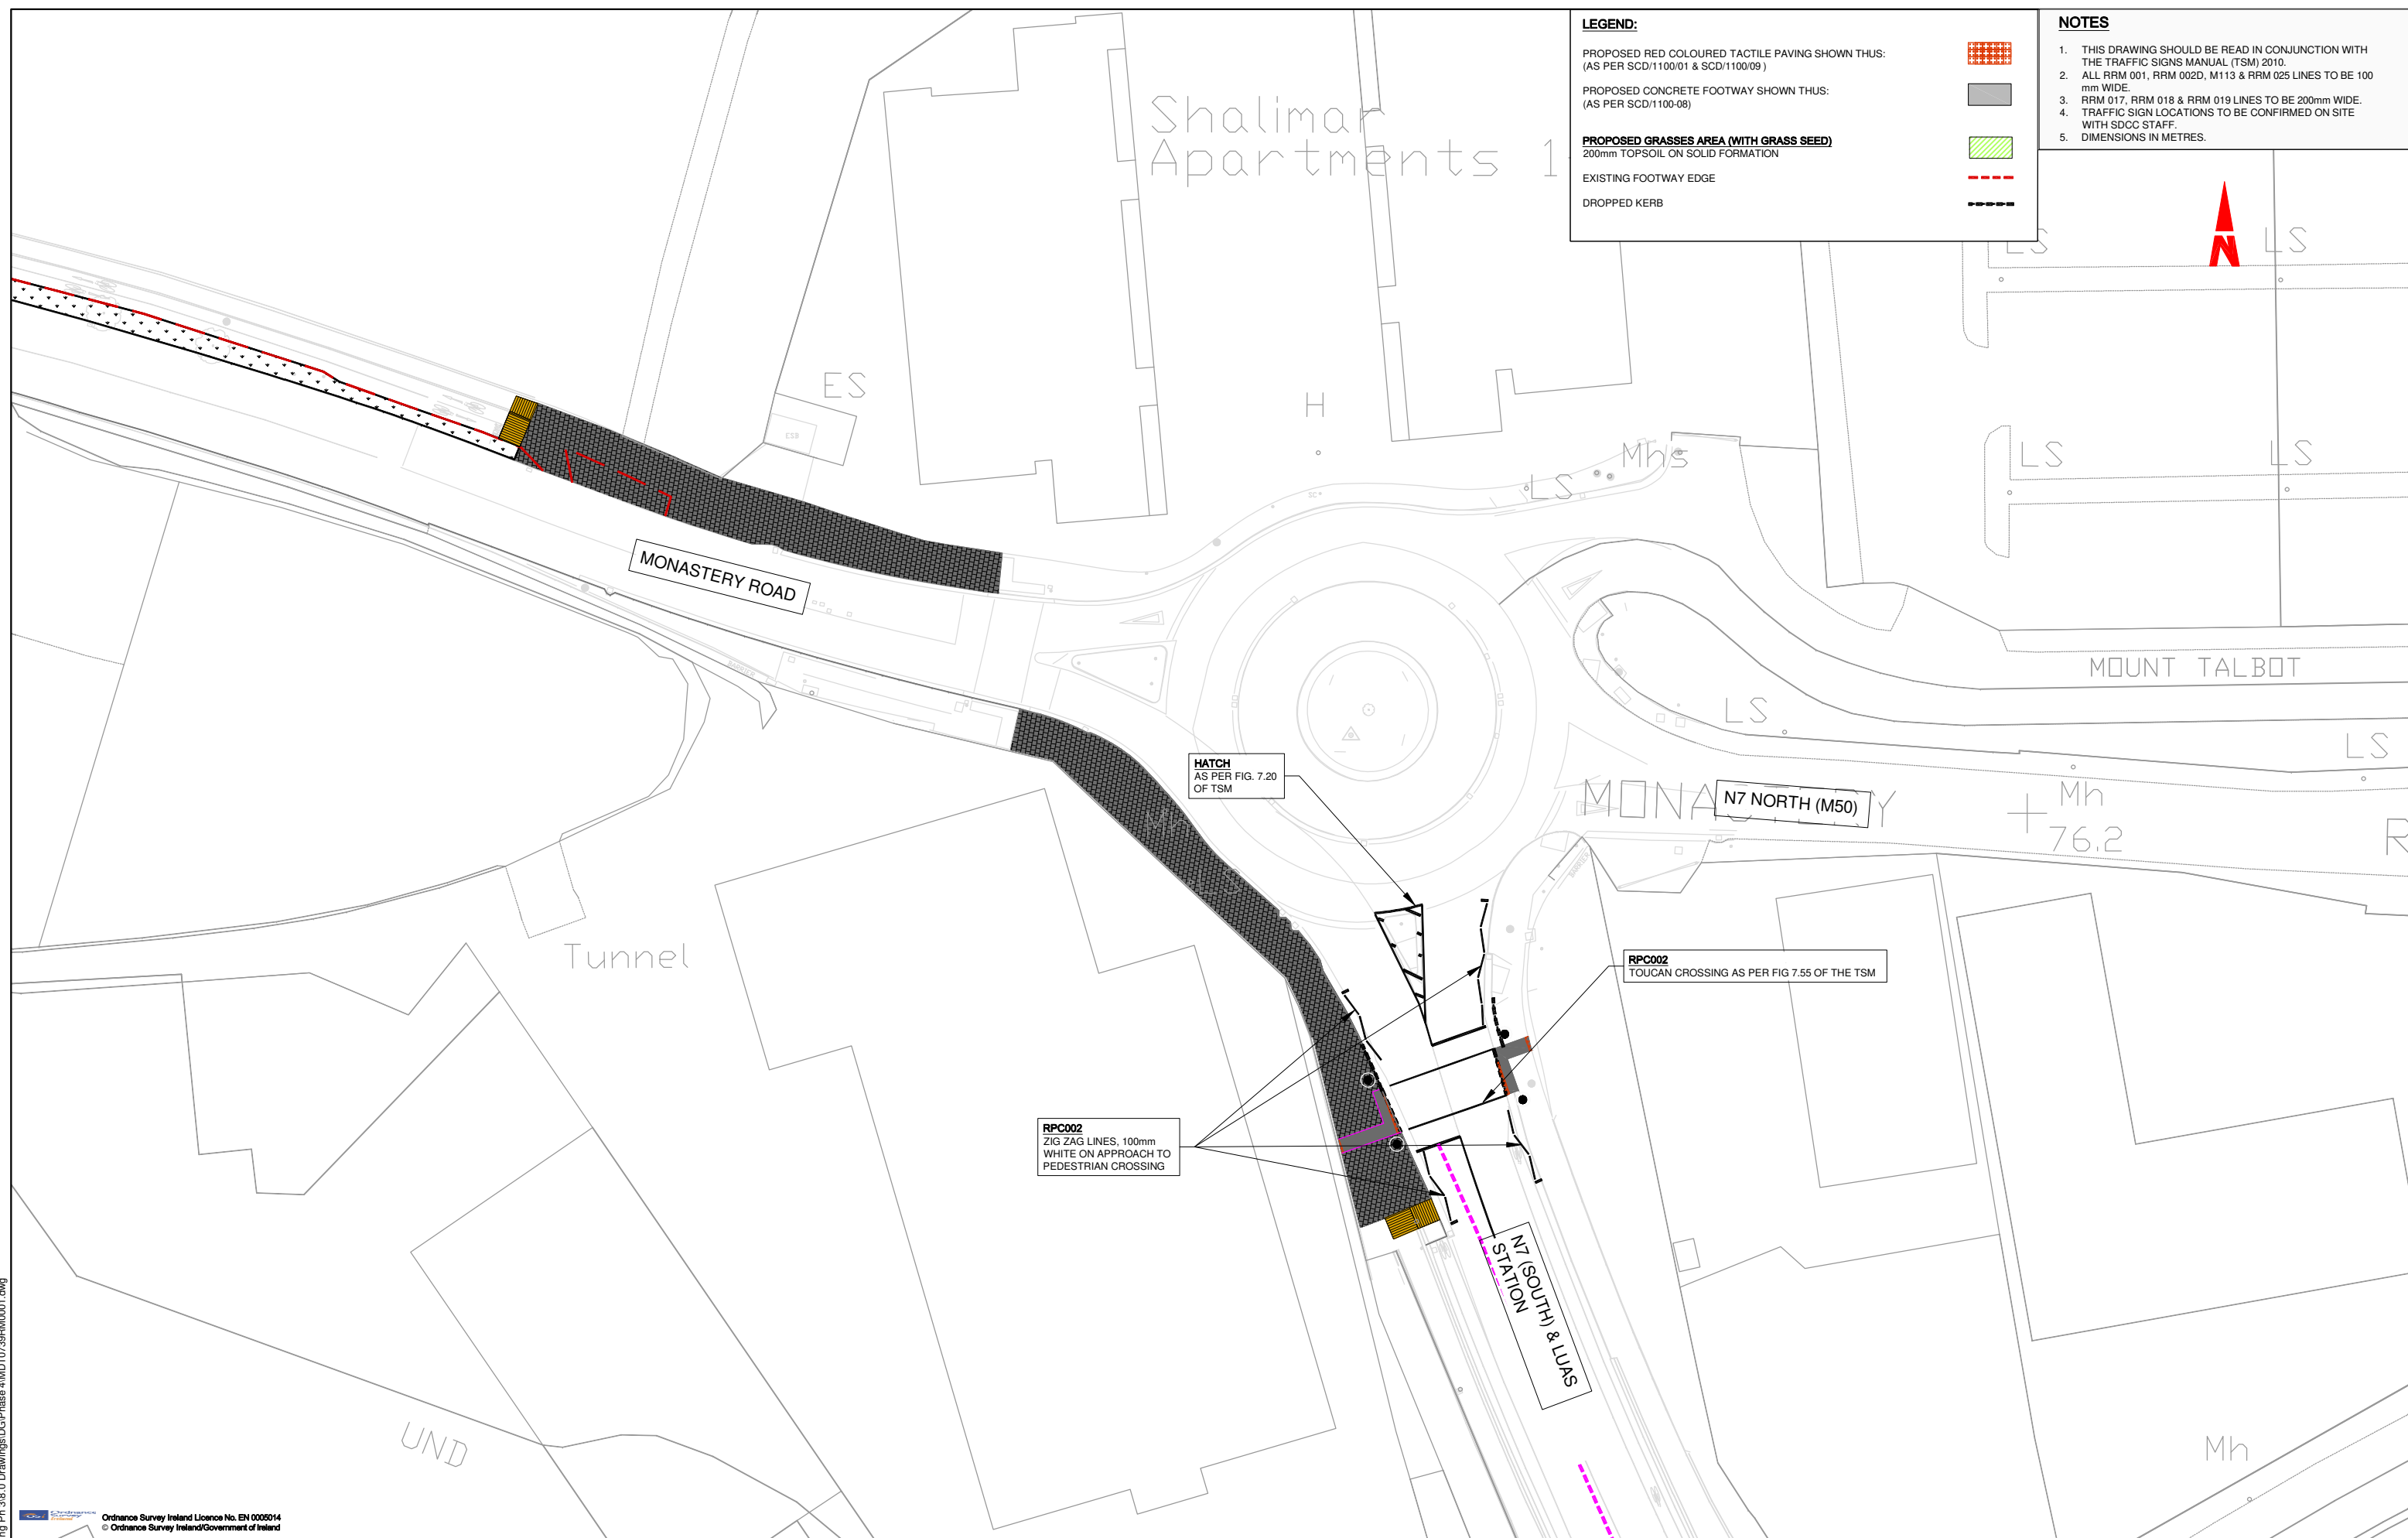 LEGEND:
PROPOSED RED COLOURED TACTILE PAVING SHOWN THUS:
(AS PER SCD/1100/01 & SCD/1100/09 )
PROPOSED CONCRETE FOOTWAY SHOWN THUS:
(AS PER SCD/1100-08)
PROPOSED GRASSES AREA (WITH GRASS SEED)
200mm TOPSOIL ON SOLID FORMATION
EXISTING FOOTWAY EDGE
DROPPED KERB
NOTES
1. THIS DRAWING SHOULD BE READ IN CONJUNCTION WITH
THE TRAFFIC SIGNS MANUAL (TSM) 2010.
2. ALL RRM 001, RRM 002D, M113 & RRM 025 LINES TO BE 100
mm WIDE.
3. RRM 017, RRM 018 & RRM 019 LINES TO BE 200mm WIDE.
4. TRAFFIC SIGN LOCATIONS TO BE CONFIRMED ON SITE
WITH SDCC STAFF.
5. DIMENSIONS IN METRES.
N
Shalimar
Apartments 1
LS
LS
ES
ESB
H
Mhs
LS
LS
LS
MONASTERY ROAD
MOUNT TALBOT
LS
LS
BARRIER
HATCH
AS PER FIG. 7.20
OF TSM
MONA Y
N7 NORTH (M50)
Mh
76.2
R
Mh
BARRIER
Tunnel
RPC002
TOUCAN CROSSING AS PER FIG 7.55 OF THE TSM
RPC002
ZIG ZAG LINES, 100mm
WHITE ON APPROACH TO
PEDESTRIAN CROSSING
N7 (SOUTH) & LUAS
STATION
UND
Mh
Ordnance Survey Ireland Licence No. EN 0005014
© Ordnance Survey Ireland/Government of Ireland